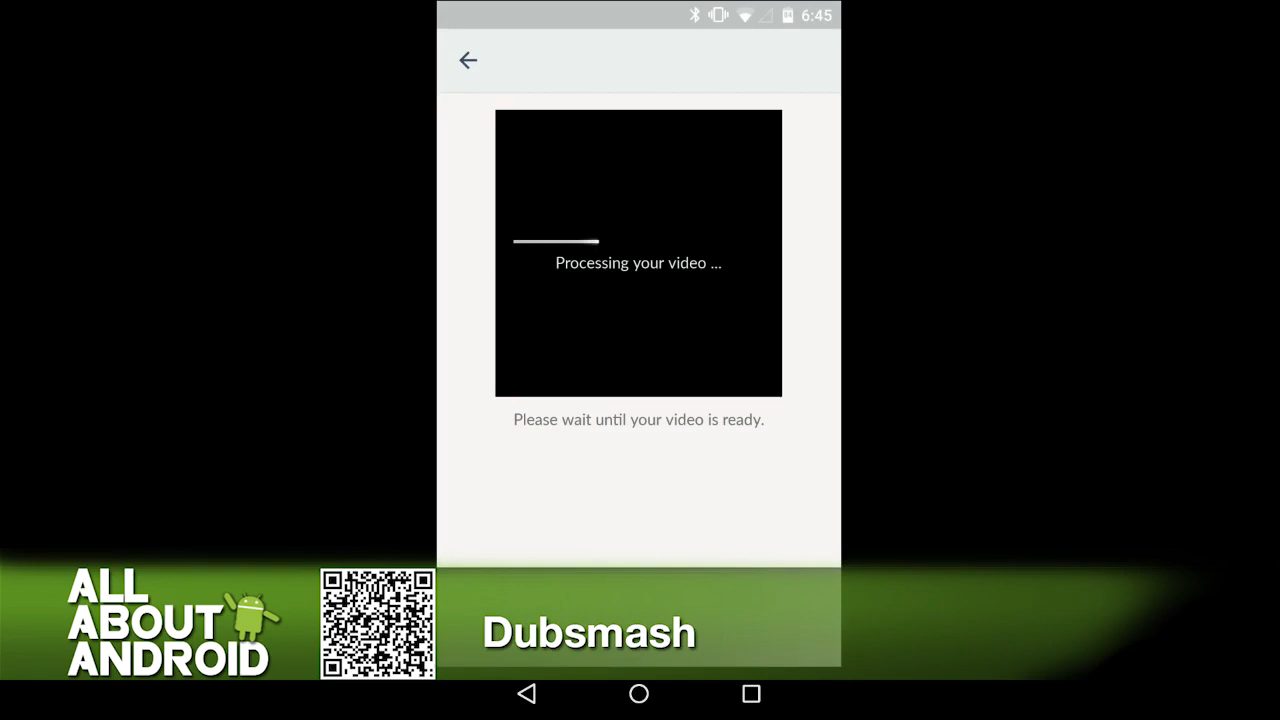 6:45
Processing your video ...
Please wait until your video is ready.
ALL
ABOUT
ANDROID
Dubsmash